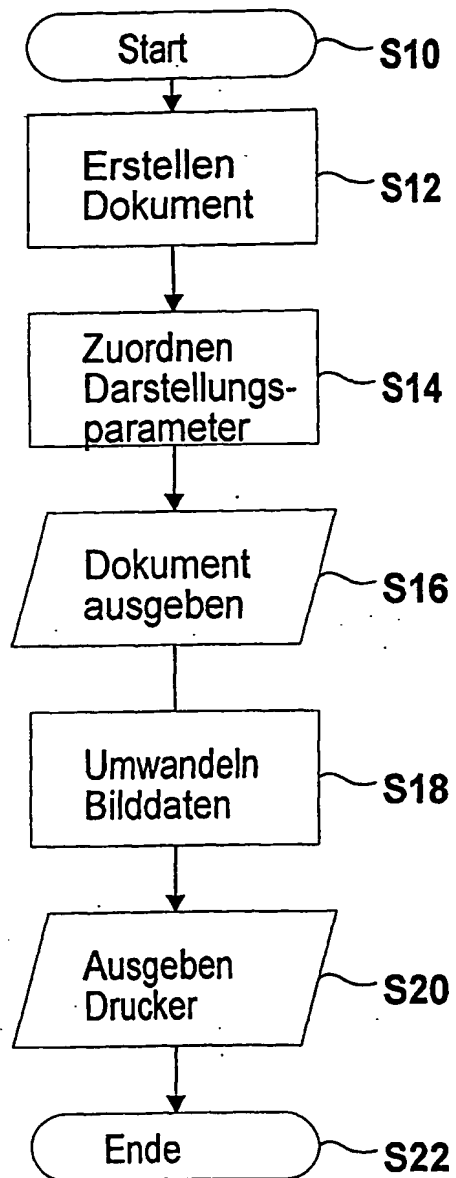 Start
S10
Erstellen
Dokument
S12
Zuordnen
Darstellungs-
parameter
S14
Dokument
ausgeben
S16
Umwandeln
Bilddaten
S18
Ausgeben
Drucker
S20
Ende
S22